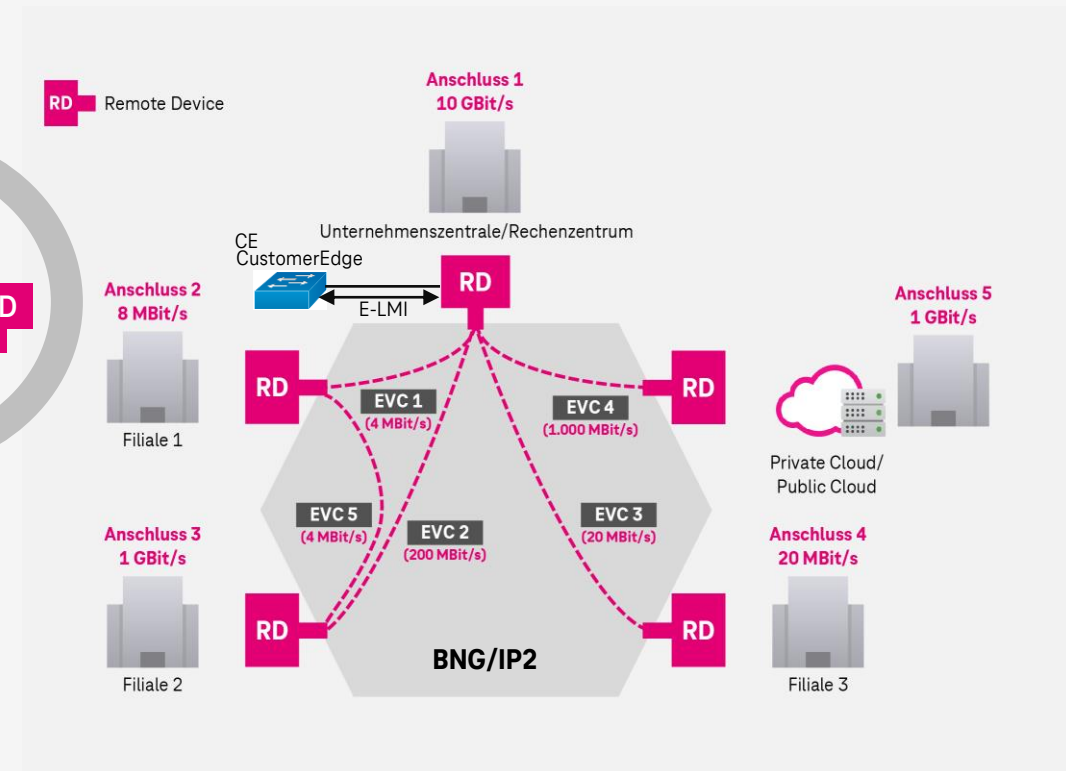 RD
Remote Device
Anschluss 1
10 GBit/s
Unternehmenszentrale/Rechenzentrum
CE
CustomerEdge
RD
E-LMI
D
Anschluss 2
8 MBit/s
Filiale 1
RD
RD
Anschluss 5
1 GBit/s
Private Cloud/
Public Cloud
EVC 1
(4 MBit/s)
EVC 4
(1.000 MBit/s)
EVC 5
(4 MBit/s)
EVC 2
(200 MBit/s)
EVC 3
(20 MBit/s)
Anschluss 3
1 GBit/s
Filiale 2
RD
BNG/IP2
RD
Anschluss 4
20 MBit/s
Filiale 3